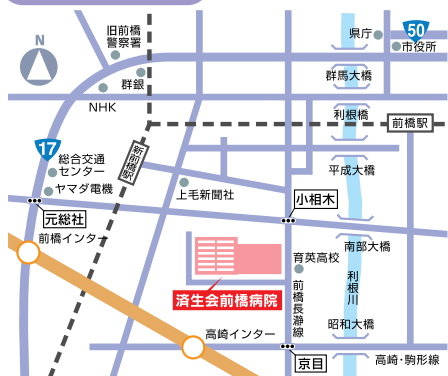 N
旧前橋
警察署
群銀
NHK
県庁
50
市役所
群馬大橋
利根橋
前橋駅
17
総合交通
センター
ヤマダ電機
新前橋駅
上毛新聞社
平成大橋
元総社
小相木
前橋インター
南部大橋
育英高校
利根川
済生会前橋病院
前橋長瀞線
高崎インター
昭和大橋
京目
高崎・駒形線